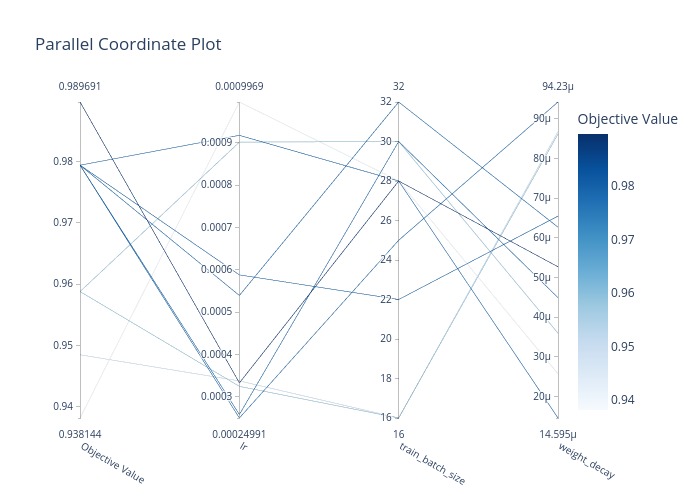 Parallel Coordinate Plot
0.989691
0.0009969
32
94.23μ
Objective Value
0.98
0.97
0.96
0.95
0.94
0.0009
0.0008
0.0007
0.0006
0.0005
0.0004
0.0003
32
30
28
26
24
22
20
18
16
90μ
80μ
70μ
60μ
50μ
40μ
30μ
20μ
0.98
0.97
0.96
0.95
0.94
0.938144
0.00024991
16
14.595μ
Objective Value
lr
train_batch_size
weight_decay